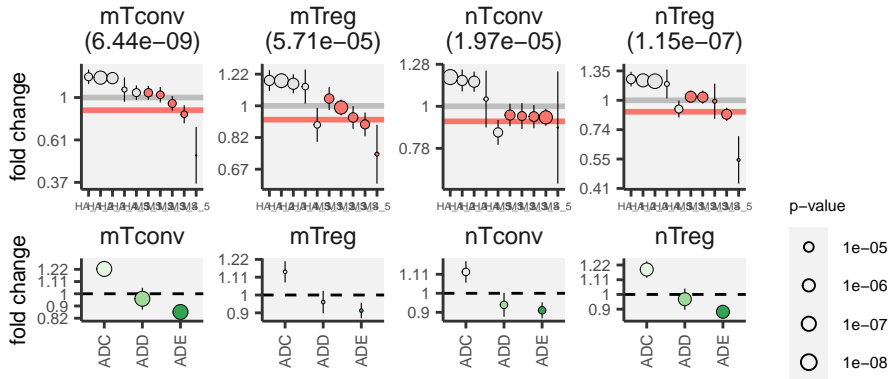 mTconv
(6.44e−09)
mTreg
(5.71e−05)
nTconv
(1.97e−05)
nTreg
(1.15e−07)
fold change
1
0.61
0.37
1.22
1
0.82
0.67
1.28
1
0.78
1.35
1
0.74
0.55
0.41
mTconv
mTreg
nTconv
nTreg
fold change
1.22
1.11
1
0.9
0.82
1.22
1.11
1
0.9
1.11
1
0.9
1.22
1.11
1
0.9
ADC
ADD
ADE
ADC
ADD
ADE
ADC
ADD
ADE
ADC
ADD
ADE
p−value
1e−05
1e−06
1e−07
1e−08